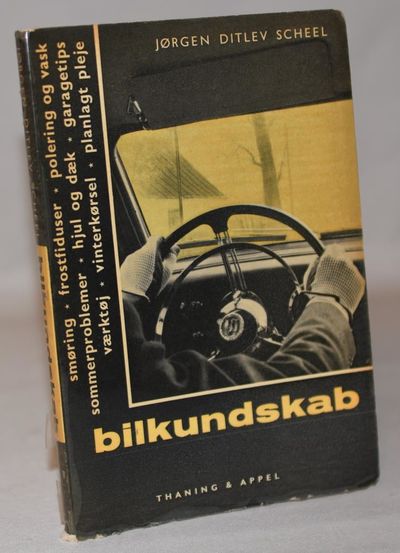 JØRGEN DITLEV SCHEEL
smøring * frostfiduser * polering og vask
sommerproblemer * hjul og dæk * garagetips
værktøj * vinterkørsel * planlagt pleje
bilkundskab
THANING & APPEL